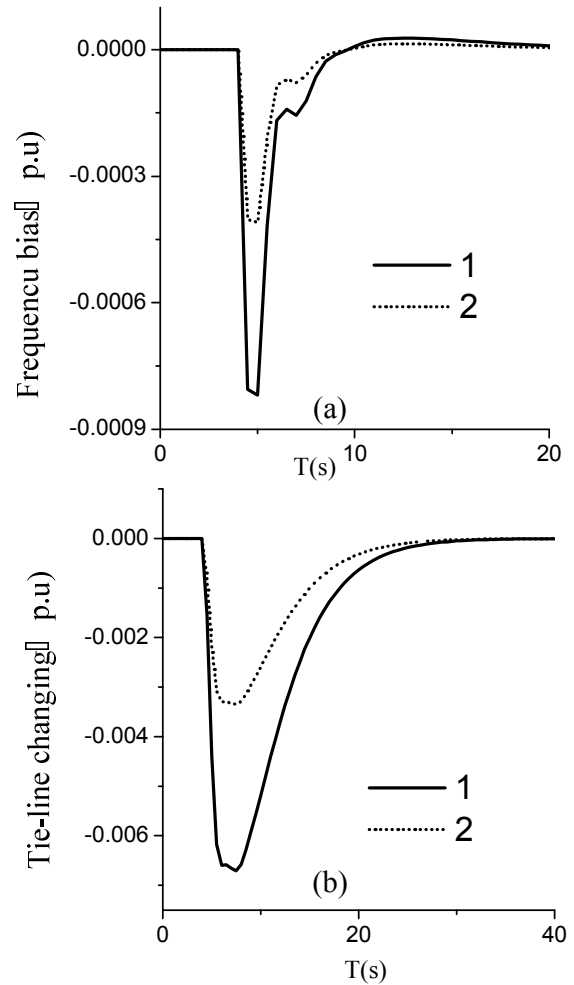 0.0000
-0.0003
-0.0006
-0.0009
Frequencu bias▯ p.u)
1
2
(a)
0 10 20
T(s)
0.000
-0.002
-0.004
-0.006
Tie-line changing▯ p.u)
1
2
(b)
0 20 40
T(s)